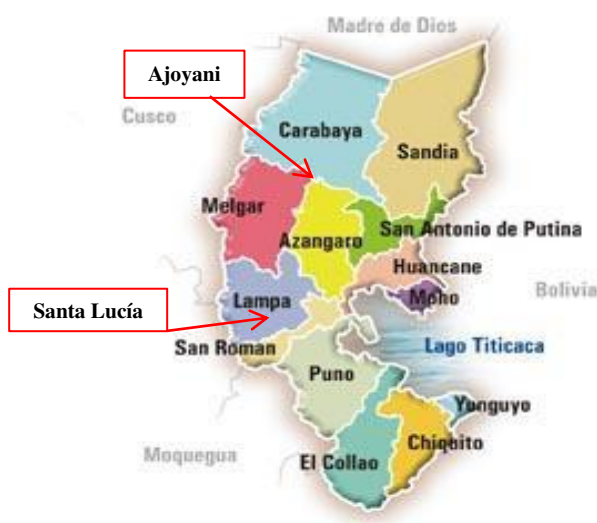 Madre de Dios
Ajoyani
Cusco
Carabaya
Sandia
Melgar
San Antonio de Putina
Azangaro
Huancane
Moho
Bolivia
Lampa
Santa Lucía
San Roman
Lago Titicaca
Puno
Yunguyo
Chiquito
Moquegua
El Collao